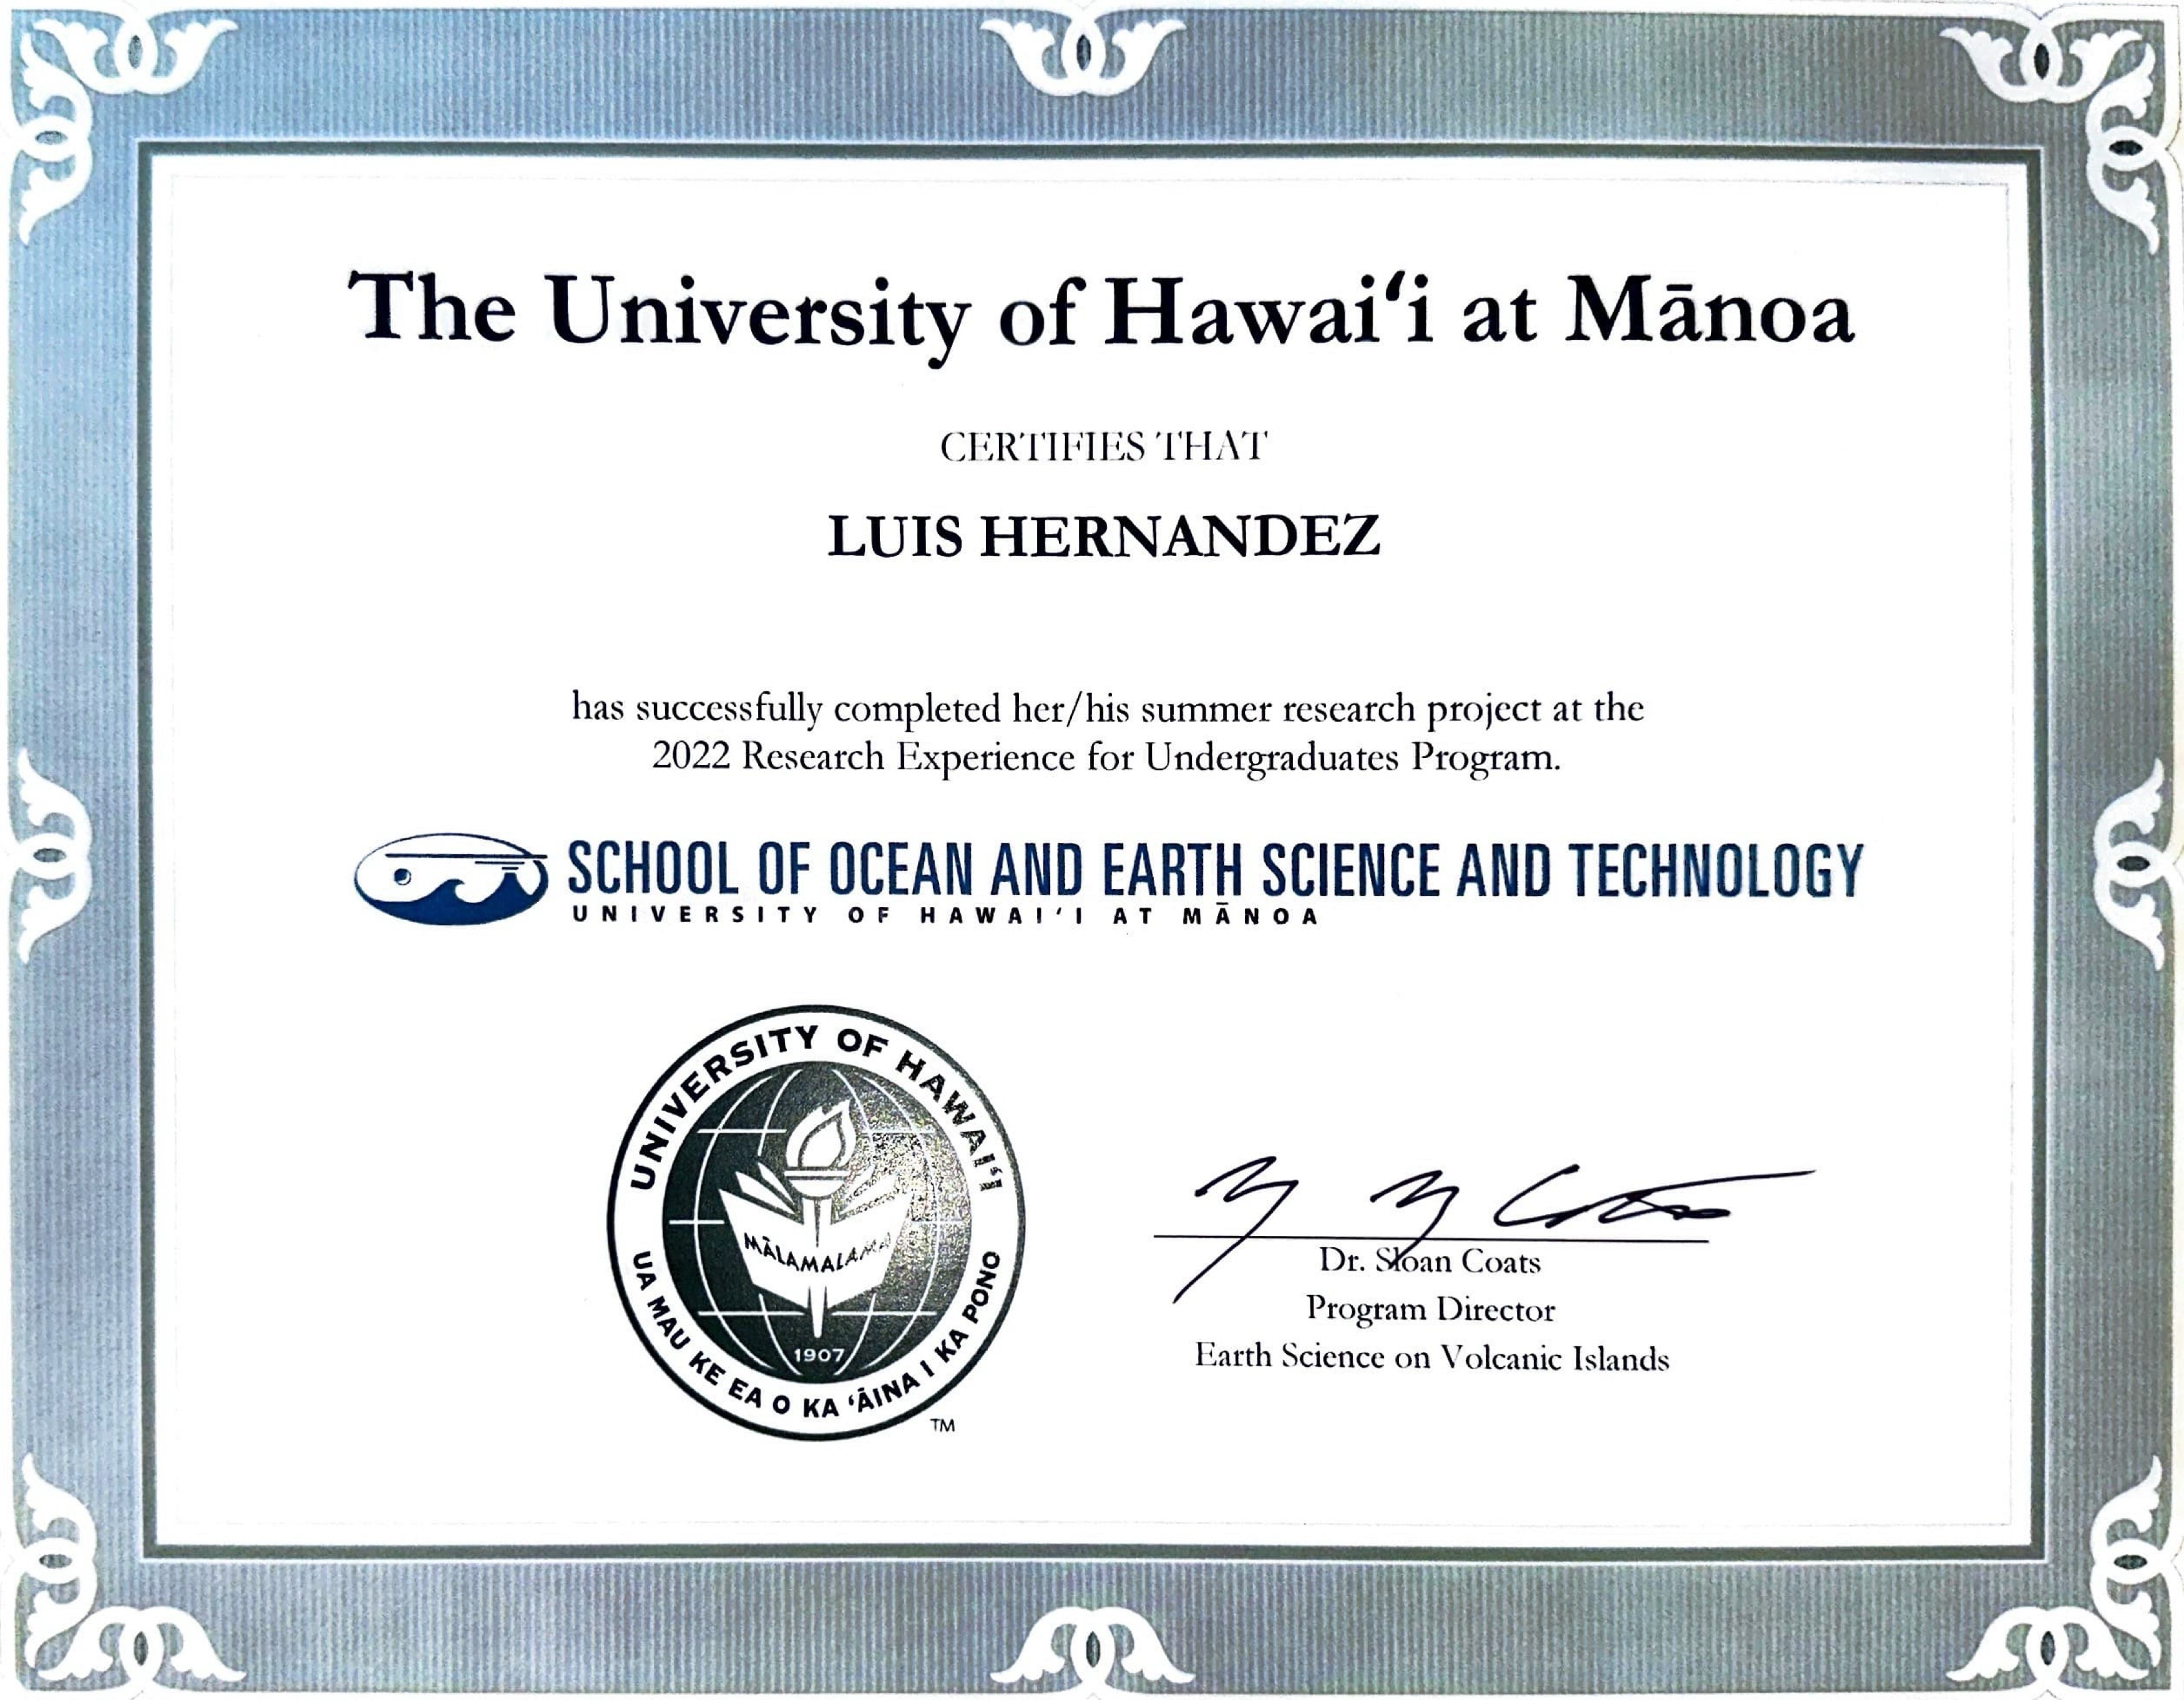 The University of Hawaiʻi at Mānoa
CERTIFIES THAT
LUIS HERNANDEZ
has successfully completed her/his summer research project at the
2022 Research Experience for Undergraduates Program.
SCHOOL OF OCEAN AND EARTH SCIENCE AND TECHNOLOGY
UNIVERSITY OF HAWAI'I AT MĀNOA
UNIVERSITY OF HAWAIʻI
MĀLAMALAMA
1907
UA MAU KE EA O KA ʻĀINA I KA PONO
TM
Dr. Sloan Coats
Program Director
Earth Science on Volcanic Islands